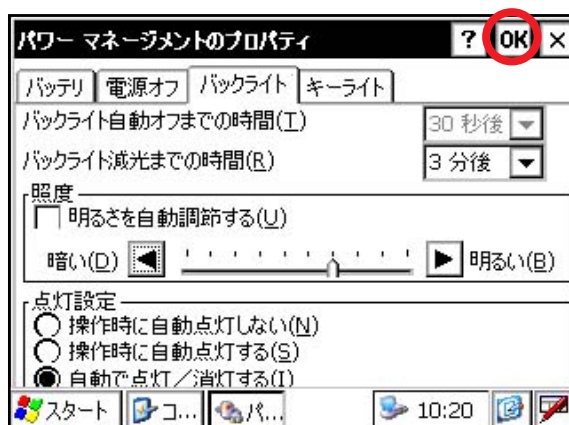 パワー マネージメントのプロパティ ? OK ×
バッテリ 電源オフ バックライト キーライト
バックライト自動オフまでの時間(T) 30 秒後
バックライト減光までの時間(R) 3 分後
照度
明るさを自動調節する(U)
暗い(D) 明るい(B)
点灯設定
操作時に自動点灯しない(N)
操作時に自動点灯する(S)
自動で点灯/消灯する(I)
スタート コ... パ... 10:20